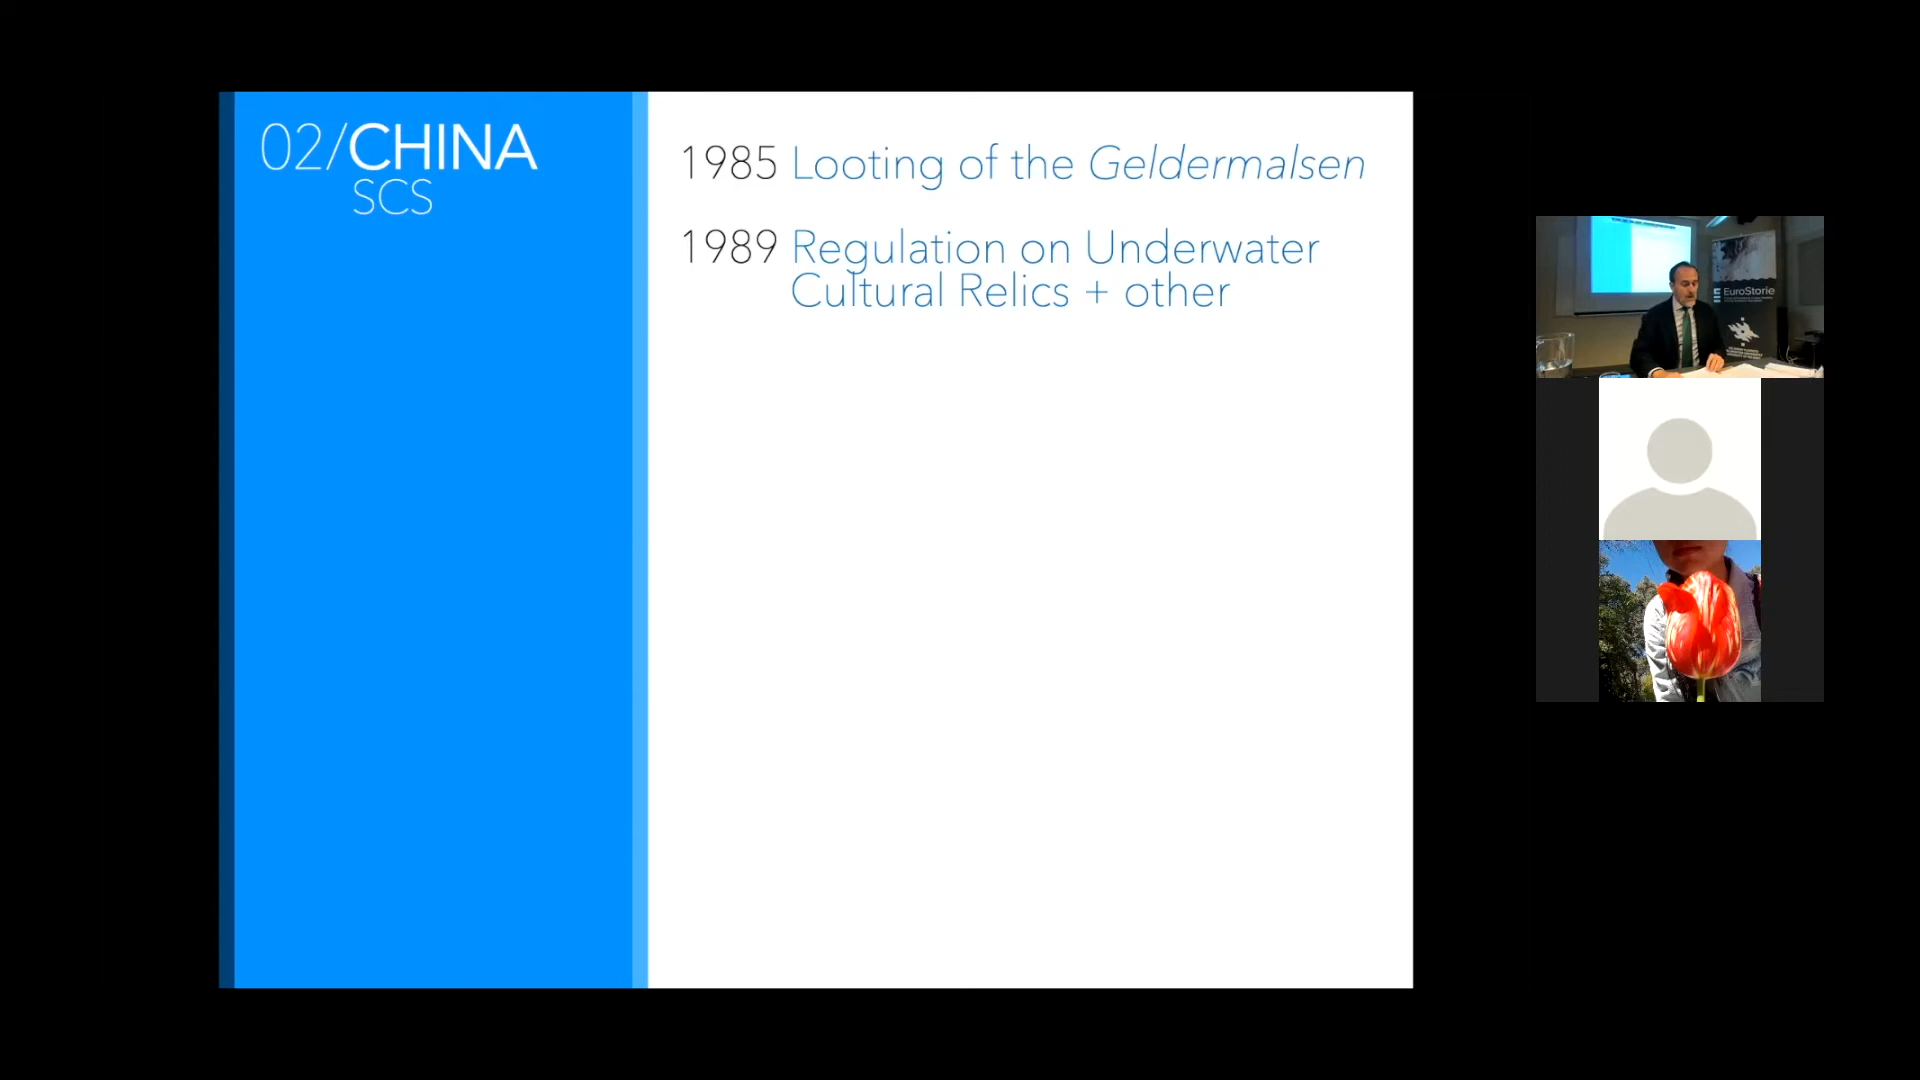 02/CHINA
SCS
1985 Looting of the Geldermalsen
1989 Regulation on Underwater
Cultural Relics + other
EuroStorie